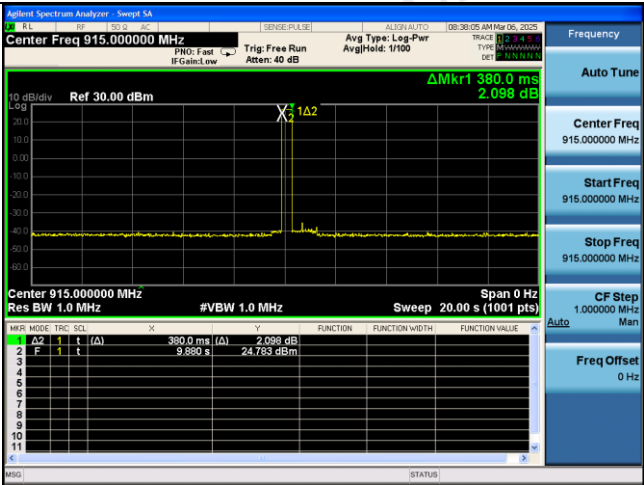 Agilent Spectrum Analyzer - Swept SA
RL RF 50 Ω AC SENSE:PULSE ALIGN AUTO 08:38:05 AM Mar 06, 2025
Center Freq 915.000000 MHz
PNO: Fast
IFGain:Low
Trig: Free Run
Atten: 40 dB
Avg Type: Log-Pwr
Avg|Hold: 1/100
TRACE 1 2 3 4 5 6
TYPE
DET P N N N N N
ΔMkr1 380.0 ms
2.098 dB
10 dB/div Ref 30.00 dBm
Log
20.0
10.0
0.00
-10.0
-20.0
-30.0
-40.0
-50.0
-60.0
X2 1Δ2
Center 915.000000 MHz Span 0 Hz
Res BW 1.0 MHz #VBW 1.0 MHz Sweep 20.00 s (1001 pts)
MKR MODE TRC SCL X Y FUNCTION FUNCTION WIDTH FUNCTION VALUE
1 Δ2 1 t (Δ) 380.0 ms (Δ) 2.098 dB
2 F 1 t 9.880 s 24.783 dBm
3
4
5
6
7
8
9
10
11
MSG STATUS
Frequency
Auto Tune
Center Freq
915.000000 MHz
Start Freq
915.000000 MHz
Stop Freq
915.000000 MHz
CF Step
1.000000 MHz
Auto Man
Freq Offset
0 Hz